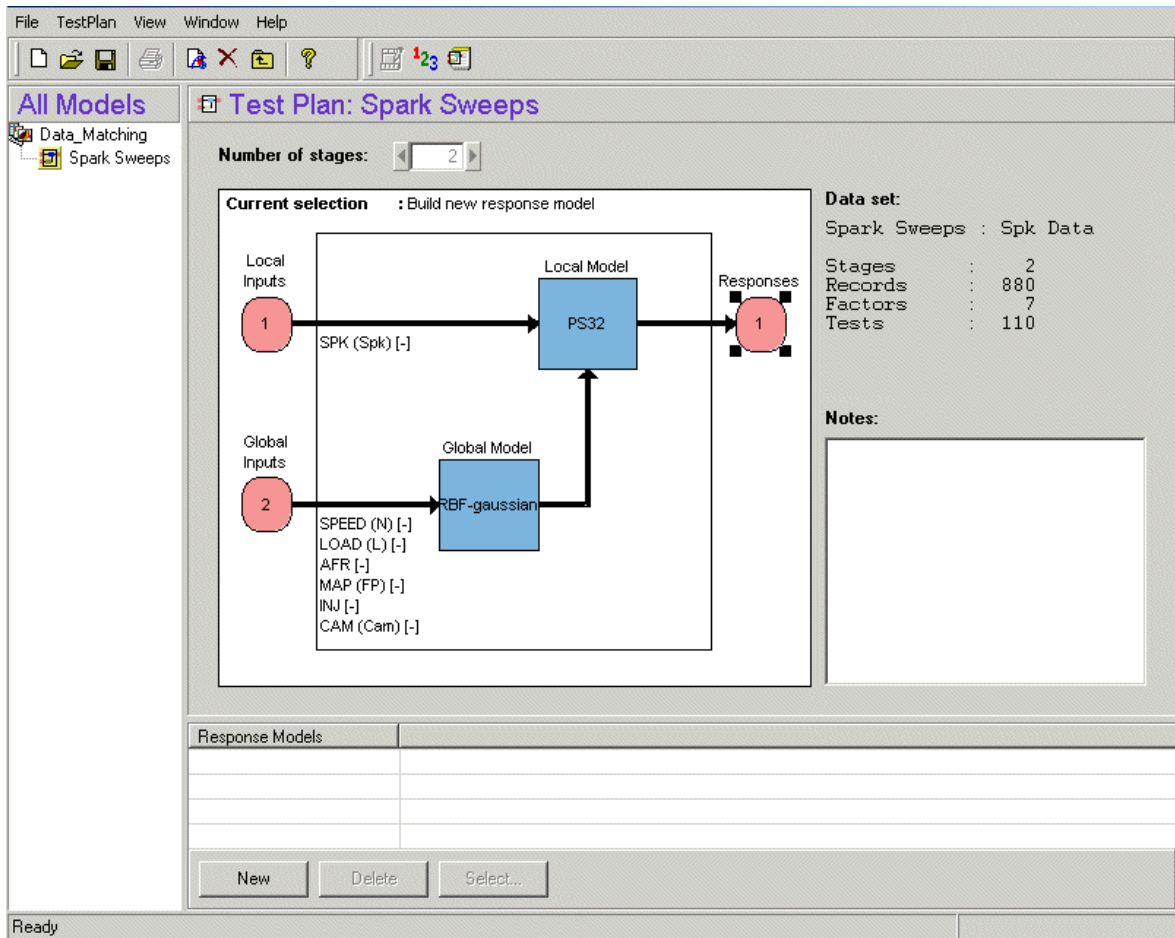 File TestPlan View Window Help
123
All Models
Data_Matching
Spark Sweeps
Test Plan: Spark Sweeps
Number of stages: 2
Current selection : Build new response model
Local
Inputs
1
SPK (Spk) [-]
Local Model
PS32
Responses
1
Global
Inputs
2
SPEED (N) [-]
LOAD (L) [-]
AFR [-]
MAP (FP) [-]
INJ [-]
CAM (Cam) [-]
Global Model
RBF-gaussian
Data set:
Spark Sweeps : Spk Data
Stages : 2
Records : 880
Factors : 7
Tests : 110
Notes:
Response Models
New Delete Select...
Ready